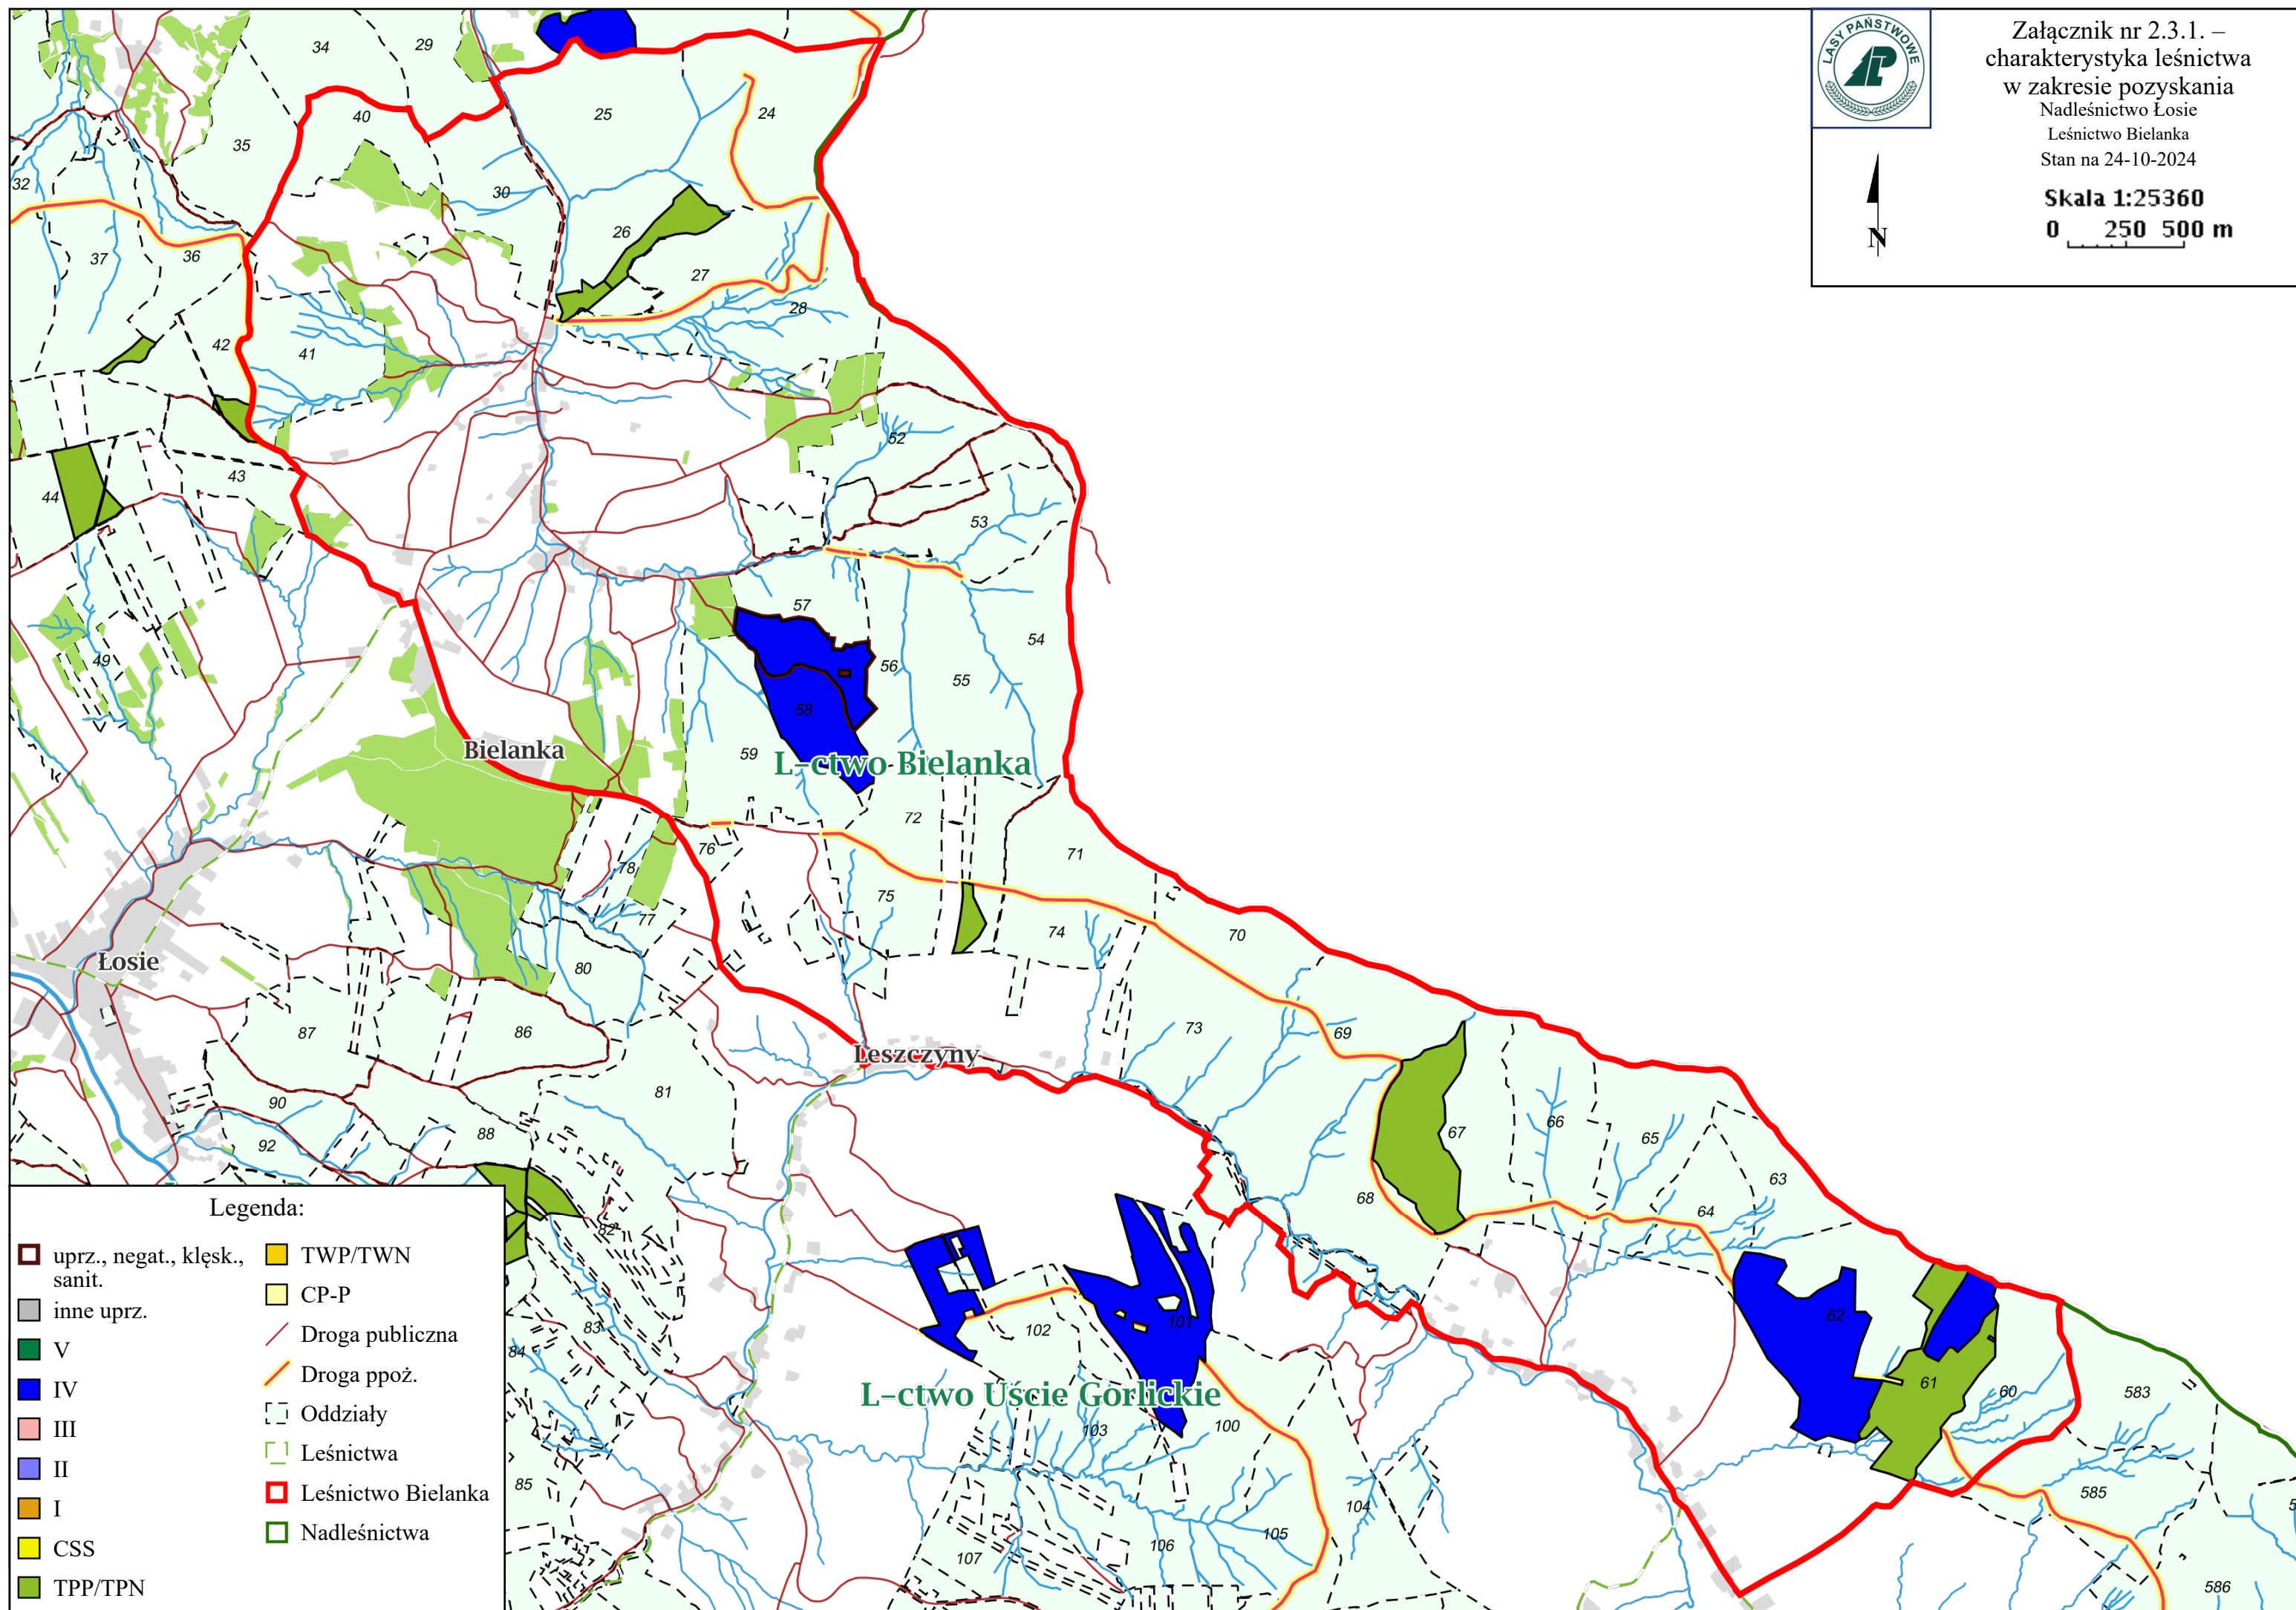 LASY PAŃSTWOWE
Załącznik nr 2.3.1. –
charakterystyka leśnictwa
w zakresie pozyskania
Nadleśnictwo Łosie
Leśnictwo Bielanka
Stan na 24-10-2024
N
Skala 1:25360
0 250 500 m
34
29
40
25
24
35
32
30
26
37
36
27
28
42
41
52
43
44
53
57
54
49
56
55
58
59
Bielanka
L-ctwo Bielanka
72
76
71
78
75
77
74
70
Łosie
80
87
86
73
69
Leszczyny
81
90
88
92
67
66
65
63
68
64
82
83
84
102
101
62
61
60
583
L-ctwo Uście Gorlickie
103
100
85
104
585
105
106
107
586
Legenda:
uprz., negat., klęsk.,
sanit.
inne uprz.
V
IV
III
II
I
CSS
TPP/TPN
TWP/TWN
CP-P
Droga publiczna
Droga ppoż.
Oddziały
Leśnictwa
Leśnictwo Bielanka
Nadleśnictwa